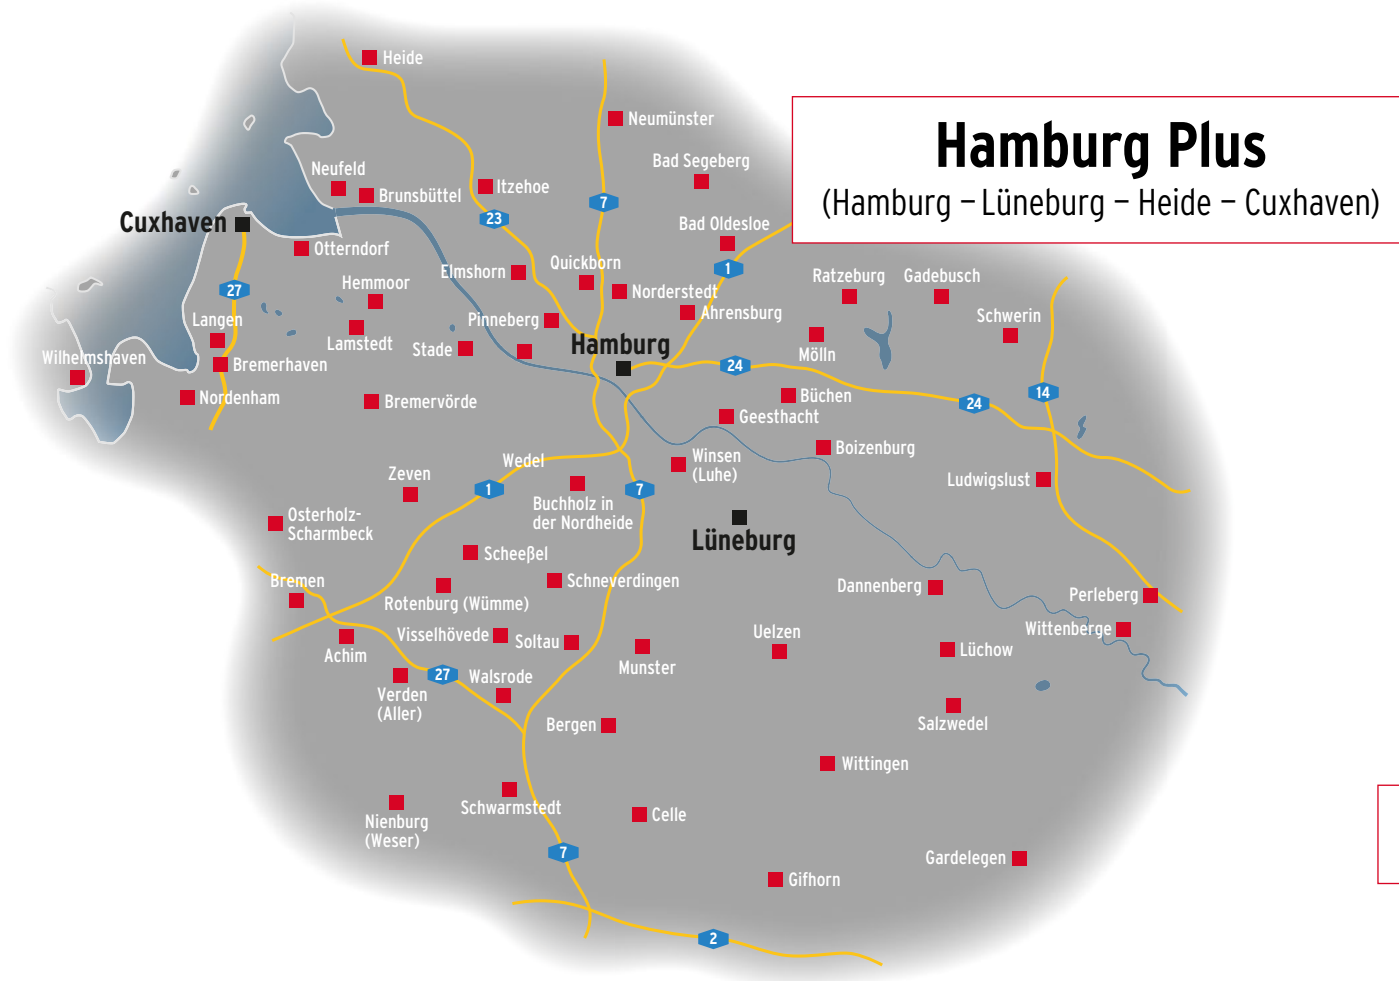 Heide
Neumünster
Hamburg Plus
(Hamburg – Lüneburg – Heide – Cuxhaven)
Bad Segeberg
Neufeld
Brunsbüttel
Itzehoe
7
23
Cuxhaven
Bad Oldesloe
Otterndorf
Elmshorn
Quickborn
1
Ratzeburg
Gadebusch
27
Hemmoor
Norderstedt
Ahrensburg
Schwerin
Langen
Lamstedt
Pinneberg
Stade
Hamburg
Mölln
Wilhelmshaven
Bremerhaven
24
Nordenham
Bremervörde
Büchen
24
14
Geesthacht
Boizenburg
Wedel
Winsen
(Luhe)
Zeven
1
7
Ludwigslust
Buchholz in
der Nordheide
Osterholz-
Scharmbeck
Lüneburg
Scheeßel
Bremen
Schneverdingen
Dannenberg
Perleberg
Rotenburg (Wümme)
Visselhövede
Soltau
Uelzen
Wittenberge
Achim
Munster
Lüchow
27
Walsrode
Verden
(Aller)
Bergen
Salzwedel
Wittingen
Schwarmstedt
Celle
Nienburg
(Weser)
7
Gardelegen
Gifhorn
2